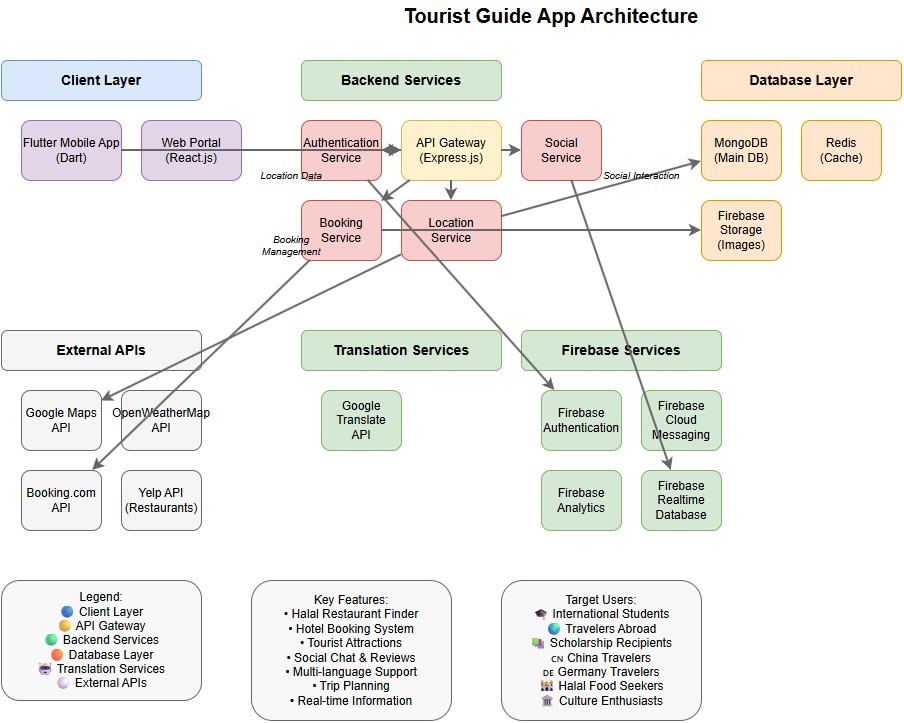 Tourist Guide App Architecture
Client Layer
Backend Services
Database Layer
Flutter Mobile App
(Dart)
Web Portal
(React.js)
Authentication
Service
API Gateway
(Express.js)
Social
Service
MongoDB
(Main DB)
Redis
(Cache)
Location Data
Social Interaction
Booking
Service
Location
Service
Firebase
Storage
(Images)
Booking
Management
External APIs
Translation Services
Firebase Services
Google Maps
API
OpenWeatherMap
API
Google
Translate
API
Firebase
Authentication
Firebase
Cloud
Messaging
Booking.com
API
Yelp API
(Restaurants)
Firebase
Analytics
Firebase
Realtime
Database
Legend:
Client Layer
API Gateway
Backend Services
Database Layer
Translation Services
External APIs
Key Features:
• Halal Restaurant Finder
• Hotel Booking System
• Tourist Attractions
• Social Chat & Reviews
• Multi-language Support
• Trip Planning
• Real-time Information
Target Users:
International Students
Travelers Abroad
Scholarship Recipients
CN China Travelers
DE Germany Travelers
Halal Food Seekers
Culture Enthusiasts